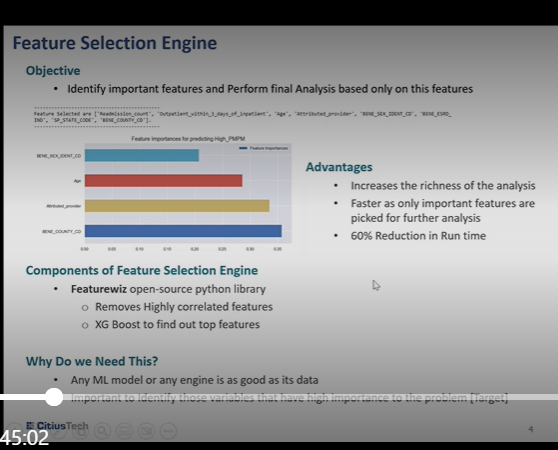 Feature Selection Engine
Objective
• Identify important features and Perform final Analysis based only on this features
Feature Selected are ['Readmission_count', 'Outpatient_within_3_days_of_inpatient', 'Age', 'Attributed_provider', 'BENE_SEX_IDENT_CD', 'BENE_ESRD_
IND', 'SP_STATE_CODE', 'BENE_COUNTY_CD'].
Feature Importances for predicting High_PMPM
Feature Importances
BENE_SEX_IDENT_CD
Age
Attributed_provider
BENE_COUNTY_CD
0.00 0.05 0.10 0.15 0.20 0.25 0.30 0.35
Advantages
• Increases the richness of the analysis
• Faster as only important features are
picked for further analysis
• 60% Reduction in Run time
Components of Feature Selection Engine
• Featurewiz open-source python library
o Removes Highly correlated features
o XG Boost to find out top features
Why Do we Need This?
• Any ML model or any engine is as good as its data
Important to Identify those variables that have high importance to the problem [Target]
CitiusTech
4
45:02